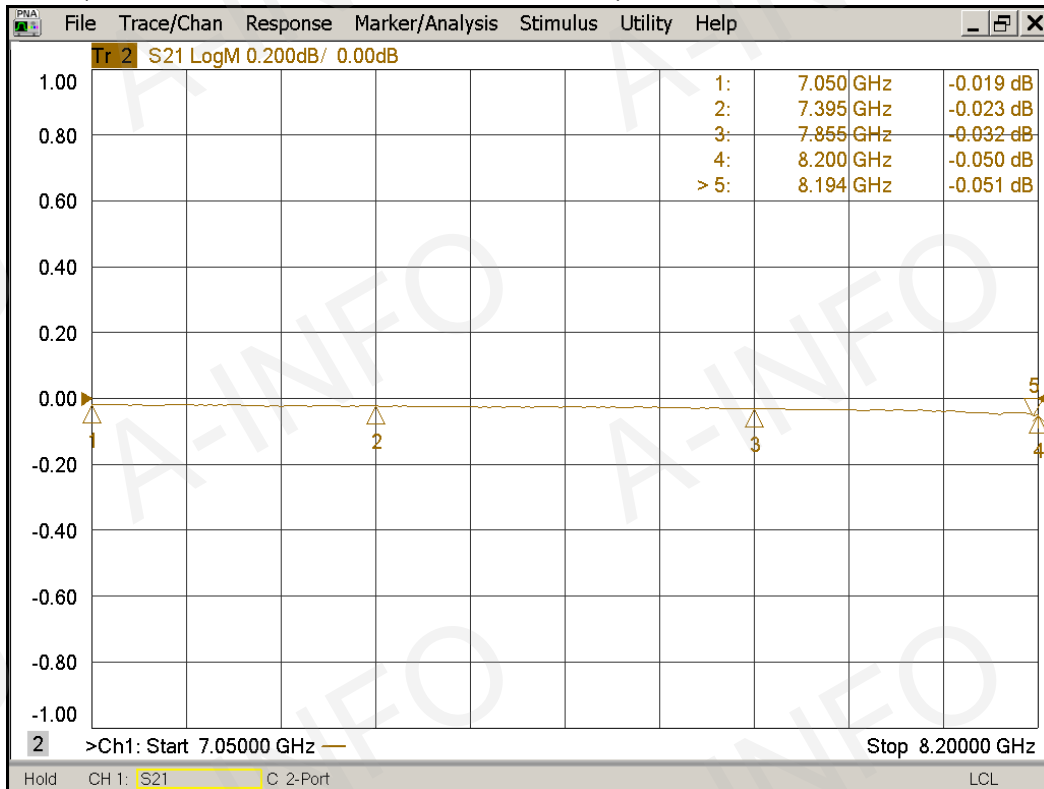 PNA File Trace/Chan Response Marker/Analysis Stimulus Utility Help
Tr 2 S21 LogM 0.200dB/ 0.00dB
1.00
0.80
0.60
0.40
0.20
0.00
-0.20
-0.40
-0.60
-0.80
-1.00
1: 7.050 GHz -0.019 dB
2: 7.395 GHz -0.023 dB
3: 7.855 GHz -0.032 dB
4: 8.200 GHz -0.050 dB
> 5: 8.194 GHz -0.051 dB
5
1
2
3
4
A-INFO
A-INFO
A-INFO
A-INFO
2 >Ch1: Start 7.05000 GHz — Stop 8.20000 GHz
Hold CH 1: S21 C 2-Port LCL